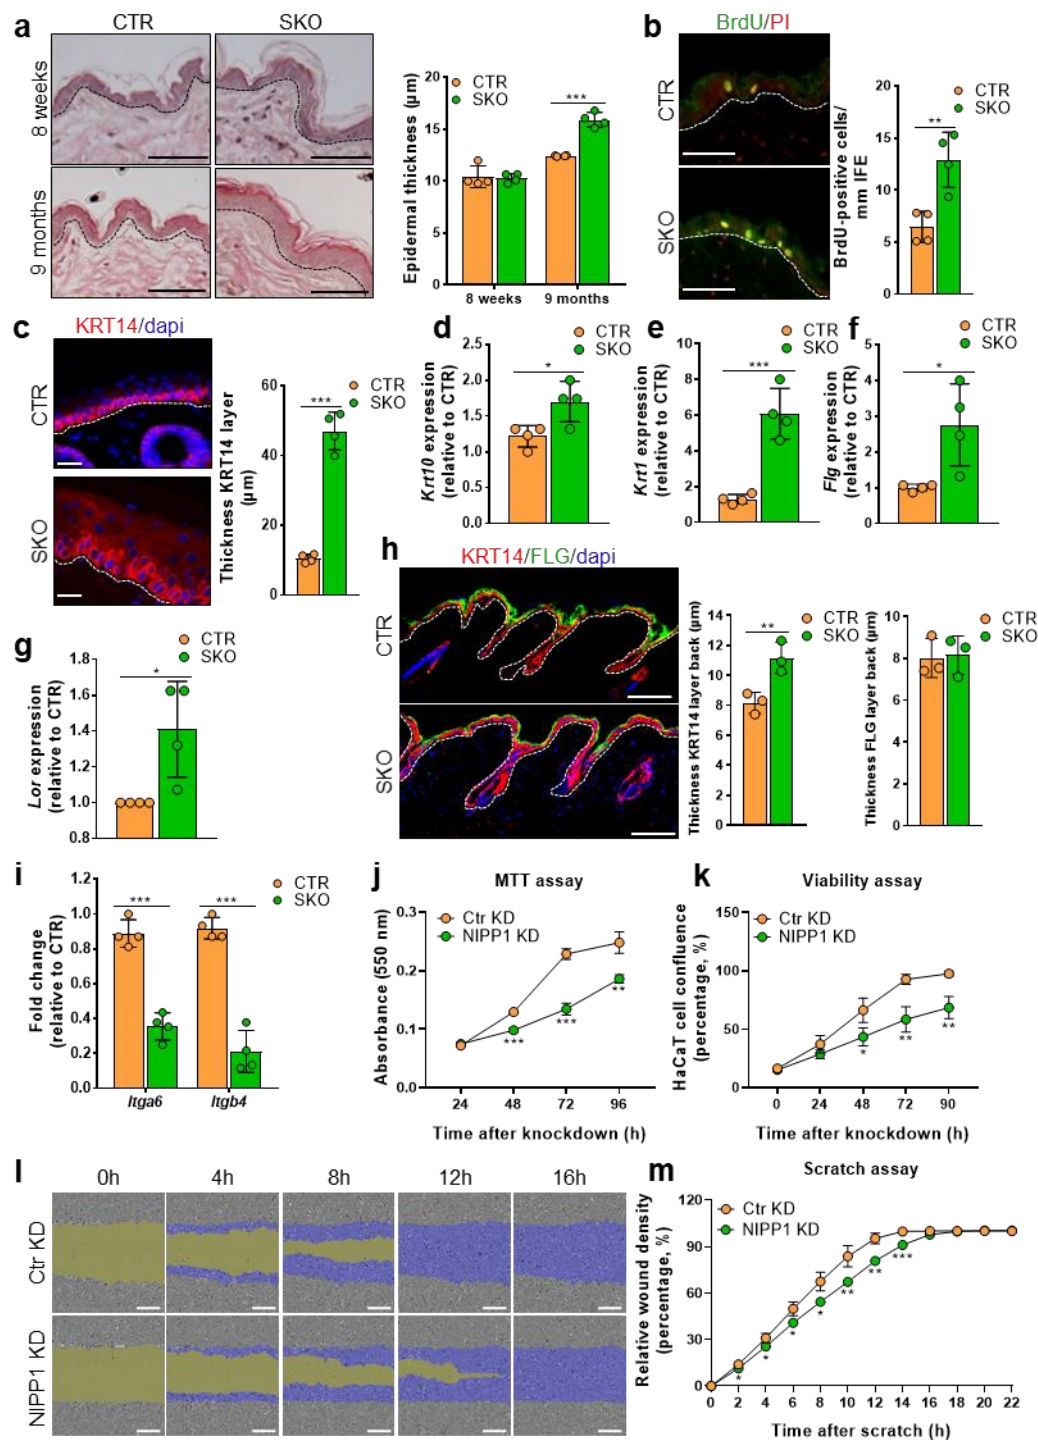 a
CTR
SKO
8 weeks
9 months
Epidermal thickness (µm)
20
15
10
5
0
CTR
SKO
***
8 weeks
9 months
b
BrdU/PI
CTR
SKO
BrdU-positive cells/
mm IFE
20
15
10
5
0
CTR
SKO
**
c
KRT14/dapi
CTR
SKO
Thickness KRT14 layer
(µm)
60
40
20
0
CTR
SKO
***
d
Krt10 expression
(relative to CTR)
2.5
2.0
1.5
1.0
0.5
0.0
CTR
SKO
*
e
Krt1 expression
(relative to CTR)
10
8
6
4
2
0
CTR
SKO
***
f
Flg expression
(relative to CTR)
5
4
3
2
1
0
CTR
SKO
*
g
Lor expression
(relative to CTR)
1.8
1.6
1.4
1.2
1.0
0.8
CTR
SKO
*
h
KRT14/FLG/dapi
CTR
SKO
Thickness KRT14 layer back (µm)
14
12
10
8
6
4
2
0
**
CTR
SKO
Thickness FLG layer back (µm)
10
8
6
4
2
0
CTR
SKO
i
Fold change
(relative to CTR)
1.2
1.0
0.8
0.6
0.4
0.2
0.0
***
***
CTR
SKO
Itga6
Itgb4
j
MTT assay
Absorbance (550 nm)
0.3
0.2
0.1
0.0
Ctr KD
NIPP1 KD
***
***
**
24
48
72
96
Time after knockdown (h)
k
Viability assay
HaCaT cell confluence
(percentage, %)
150
100
50
0
Ctr KD
NIPP1 KD
*
**
**
0
24
48
72
90
Time after knockdown (h)
l
0h
4h
8h
12h
16h
Ctr KD
NIPP1 KD
m
Scratch assay
Relative wound density
(percentage, %)
120
90
60
30
0
Ctr KD
NIPP1 KD
*
*
*
*
**
**
***
0
2
4
6
8
10
12
14
16
18
20
22
Time after scratch (h)